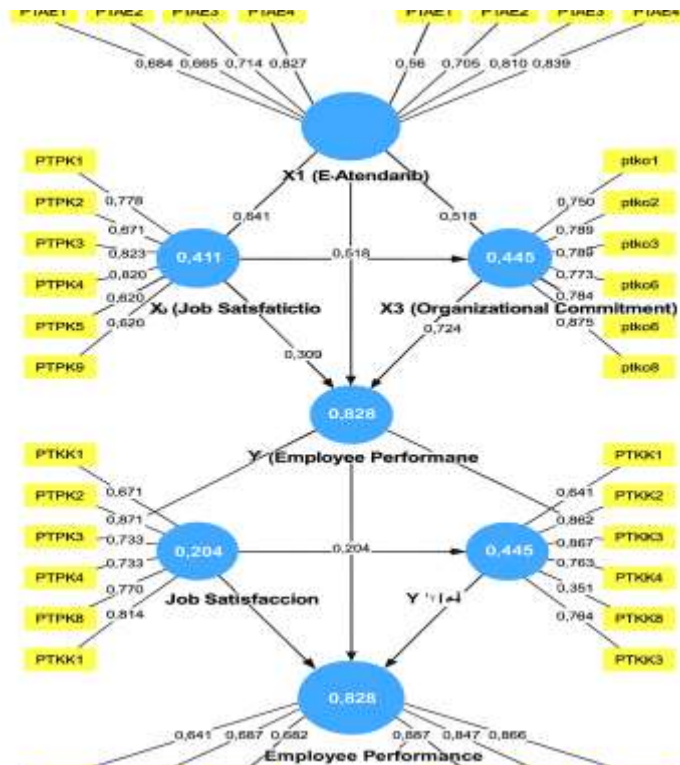 PTAE1 PTAE2 PTAE3 PTAE4 PTAE1 PTAE2 PTAE3 PTAE4
0,684 0,665 0,714 0,827 0,56 0,705 0,810 0,839
X1 (E-Atendarib)
PTPK1 ptko1
0,778 0,750
PTPK2 ptko2
0,641 0,518
0,671 0,789
PTPK3 ptko3
0,823 0,411 0,518 0,445 0,789
0,820 0,773
PTPK4 ptko6
0,620 0,784
(Job Satsfatictio X3 (Organizational Commitment)
0,620 0,875
PTPK5 ptko6
0,724
0,309
PTPK9 ptko8
0,828
Y (Employee Performane
PTKK1 PTKK1
0,671 0,641
PTPK2 PTKK2
0,871 0,862
PTPK3 PTKK3
0,733 0,204 0,204 0,445 0,867
0,733 0,763
PTPK4 PTKK4
0,770 0,351
Job Satisfaccion Y
0,814 0,764
PTPK8 PTKK8
PTKK1 PTKK3
0,828
0,641 0,687 0,682 0,887 0,847 0,866
Employee Performance